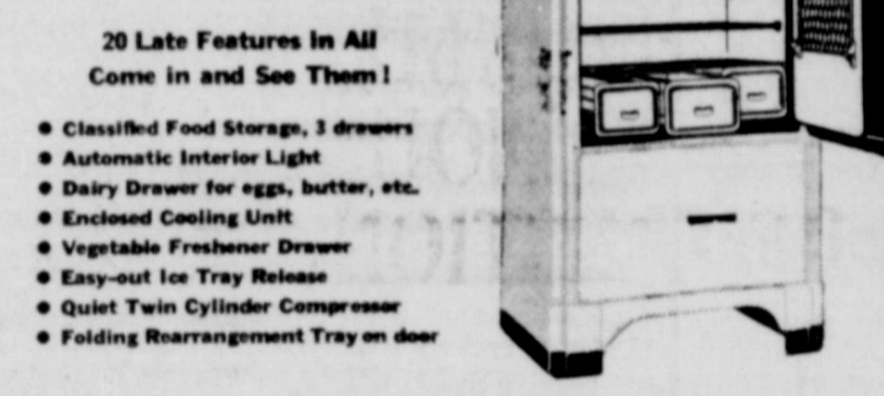 20 Late Features in All
Come in and See Them!
● Classified Food Storage, 3 drawers
● Automatic Interior Light
● Dairy Drawer for eggs, butter, etc.
● Enclosed Cooling Unit
● Vegetable Freshener Drawer
● Easy-out Ice Tray Release
● Quiet Twin Cylinder Compressor
● Folding Rearrangement Tray on door